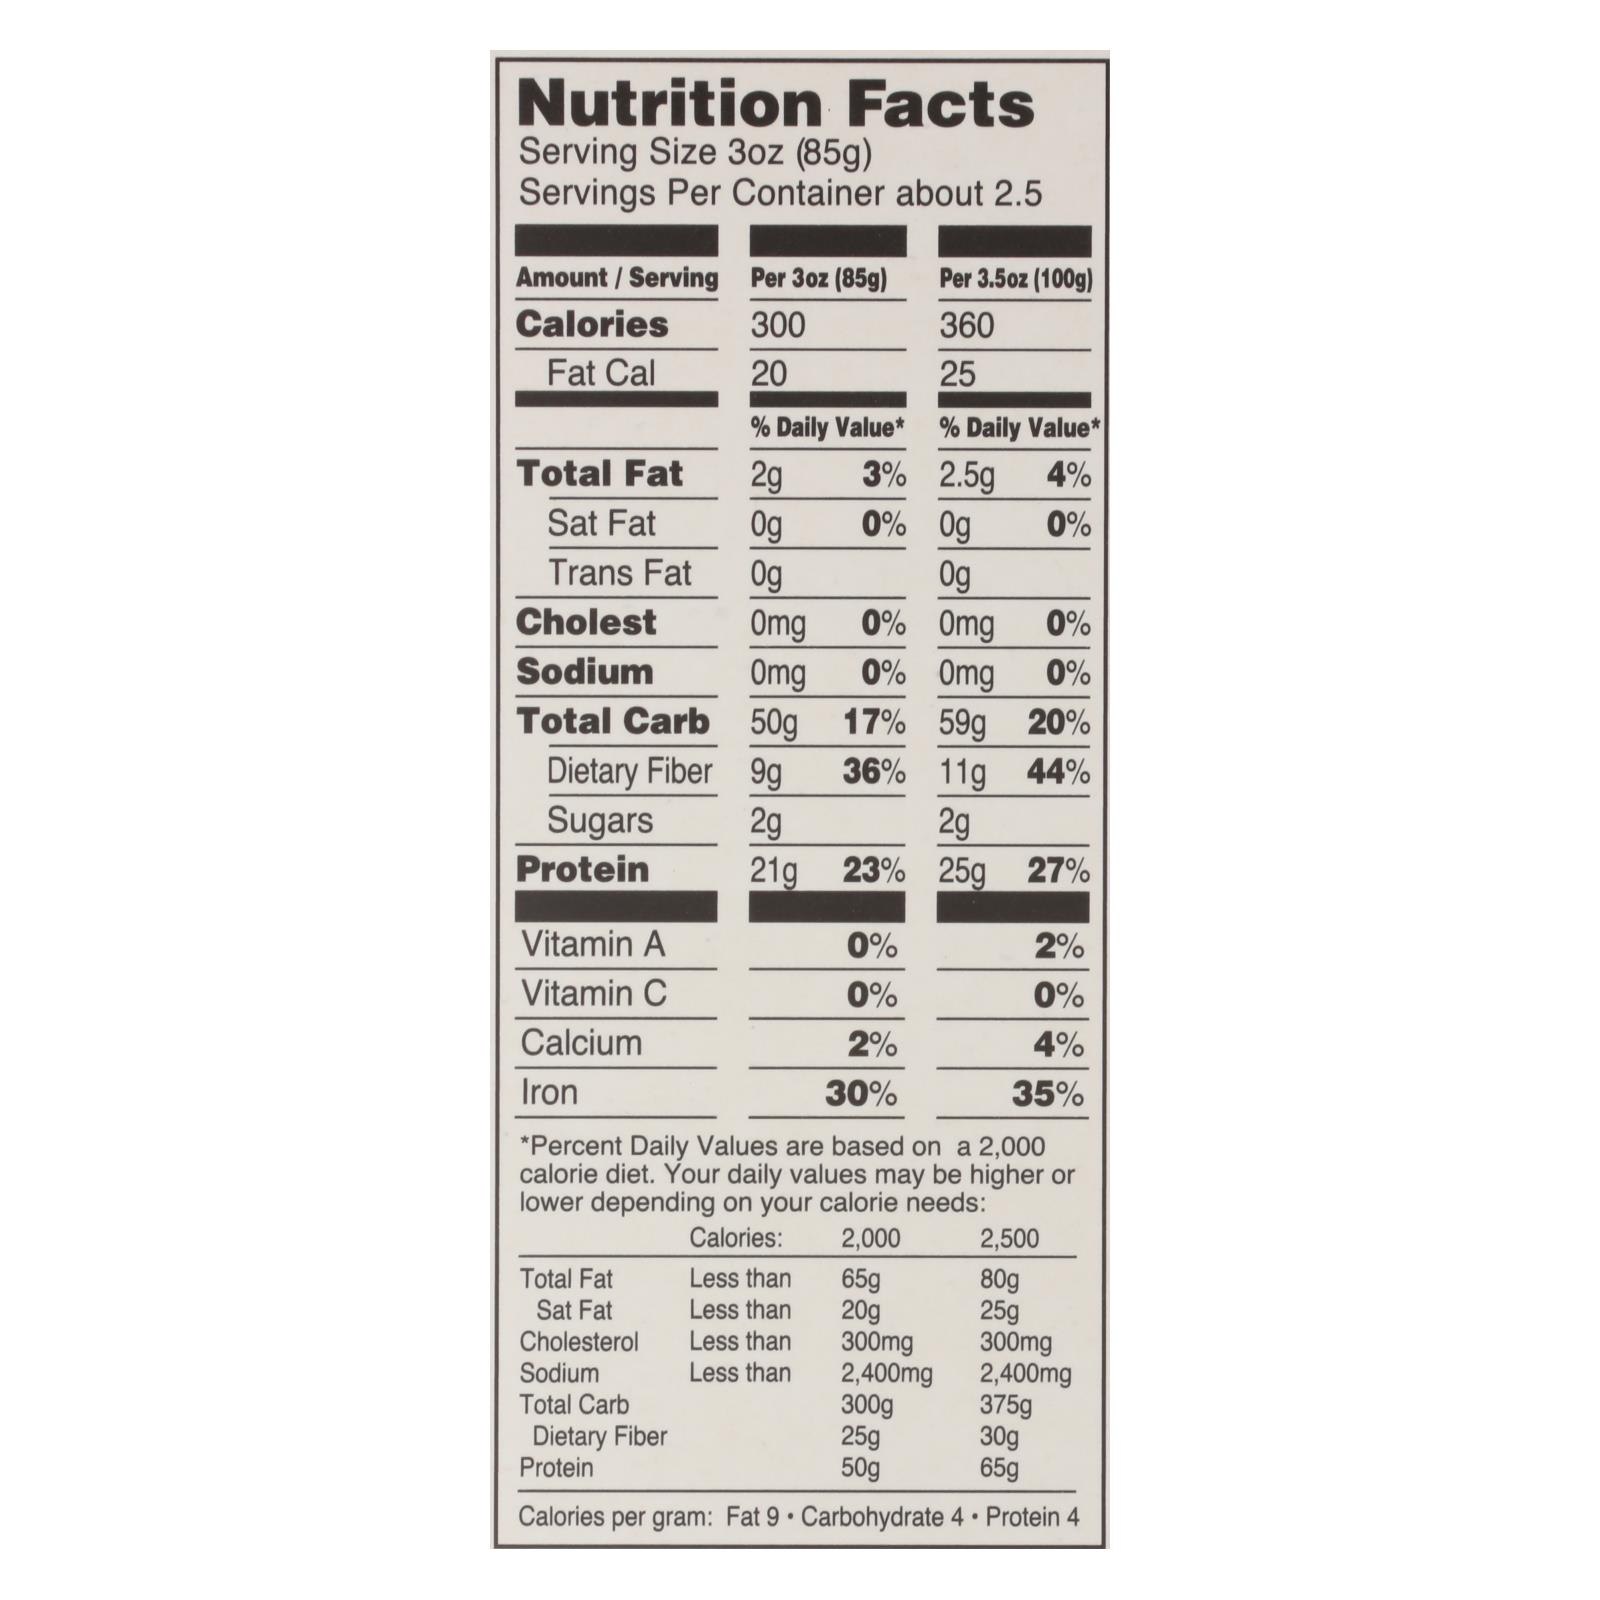 Nutrition Facts
Serving Size 3oz (85g)
Servings Per Container about 2.5
Amount / Serving Per 3oz (85g) Per 3.5oz (100g)
Calories 300 360
Fat Cal 20 25
% Daily Value* % Daily Value*
Total Fat 2g 3% 2.5g 4%
Sat Fat 0g 0% 0g 0%
Trans Fat 0g 0g
Cholest 0mg 0% 0mg 0%
Sodium 0mg 0% 0mg 0%
Total Carb 50g 17% 59g 20%
Dietary Fiber 9g 36% 11g 44%
Sugars 2g 2g
Protein 21g 23% 25g 27%
Vitamin A 0% 2%
Vitamin C 0% 0%
Calcium 2% 4%
Iron 30% 35%
*Percent Daily Values are based on a 2,000
calorie diet. Your daily values may be higher or
lower depending on your calorie needs:
Calories: 2,000 2,500
Total Fat Less than 65g 80g
Sat Fat Less than 20g 25g
Cholesterol Less than 300mg 300mg
Sodium Less than 2,400mg 2,400mg
Total Carb 300g 375g
Dietary Fiber 25g 30g
Protein 50g 65g
Calories per gram: Fat 9 • Carbohydrate 4 • Protein 4